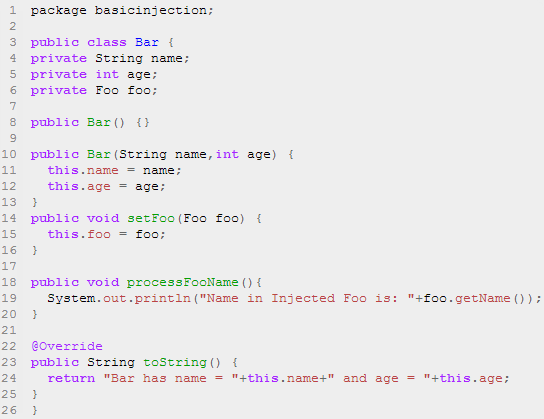 1 package basicinjection;
2
3 public class Bar {
4 private String name;
5 private int age;
6 private Foo foo;
7
8 public Bar() {}
9
10 public Bar(String name,int age) {
11   this.name = name;
12   this.age = age;
13 }
14 public void setFoo(Foo foo) {
15   this.foo = foo;
16 }
17
18 public void processFooName(){
19   System.out.println("Name in Injected Foo is: "+foo.getName());
20 }
21
22 @Override
23 public String toString() {
24   return "Bar has name = "+this.name+" and age = "+this.age;
25 }
26 }